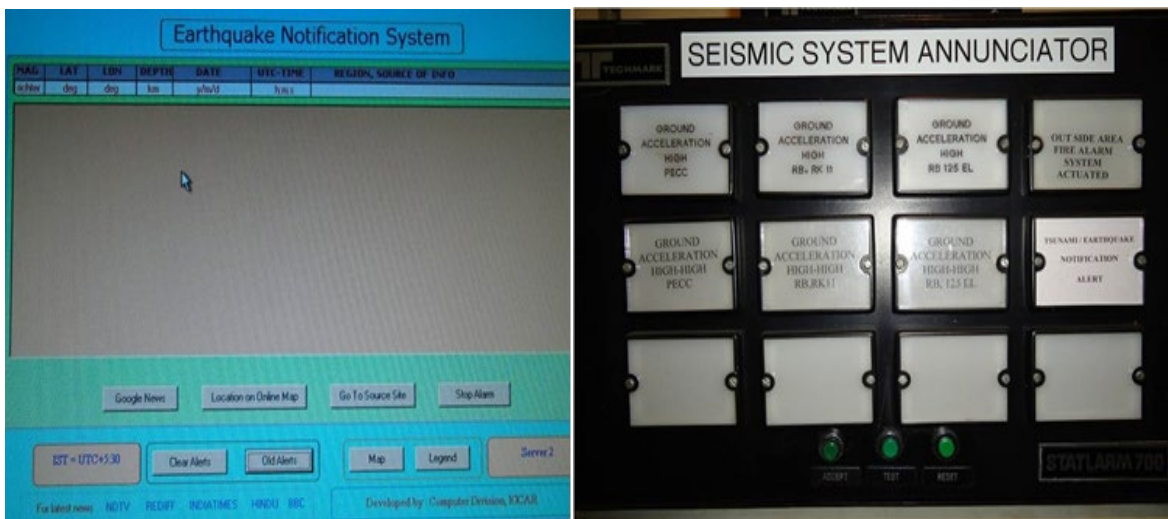 Earthquake Notification System
MAG LAT LON DEPTH DATE UTC-TIME REGION, SOURCE OF INFO
richter deg deg km y/m/d h:m:s
Google News Location on Online Map Go To Source Site Stop Alarm
IST = UTC+5:30 Clear Alerts Old Alerts Map Legend Server 2
For latest news NDTV REDIFF INDIATIMES HINDU BBC
Developed by : Computer Division, IGCAR
TECHMARK
SEISMIC SYSTEM ANNUNCIATOR
GROUND
ACCELERATION
HIGH
PECC
GROUND
ACCELERATION
HIGH
RB, RK 11
GROUND
ACCELERATION
HIGH
RB 125 EL
OUT SIDE AREA
FIRE ALARM
SYSTEM
ACTUATED
GROUND
ACCELERATION
HIGH-HIGH
PECC
GROUND
ACCELERATION
HIGH-HIGH
RB,RK11
GROUND
ACCELERATION
HIGH-HIGH
RB, 125 EL
TSUNAMI / EARTHQUAKE
NOTIFICATION
ALERT
ACCEPT TEST RESET
STATLARM 700